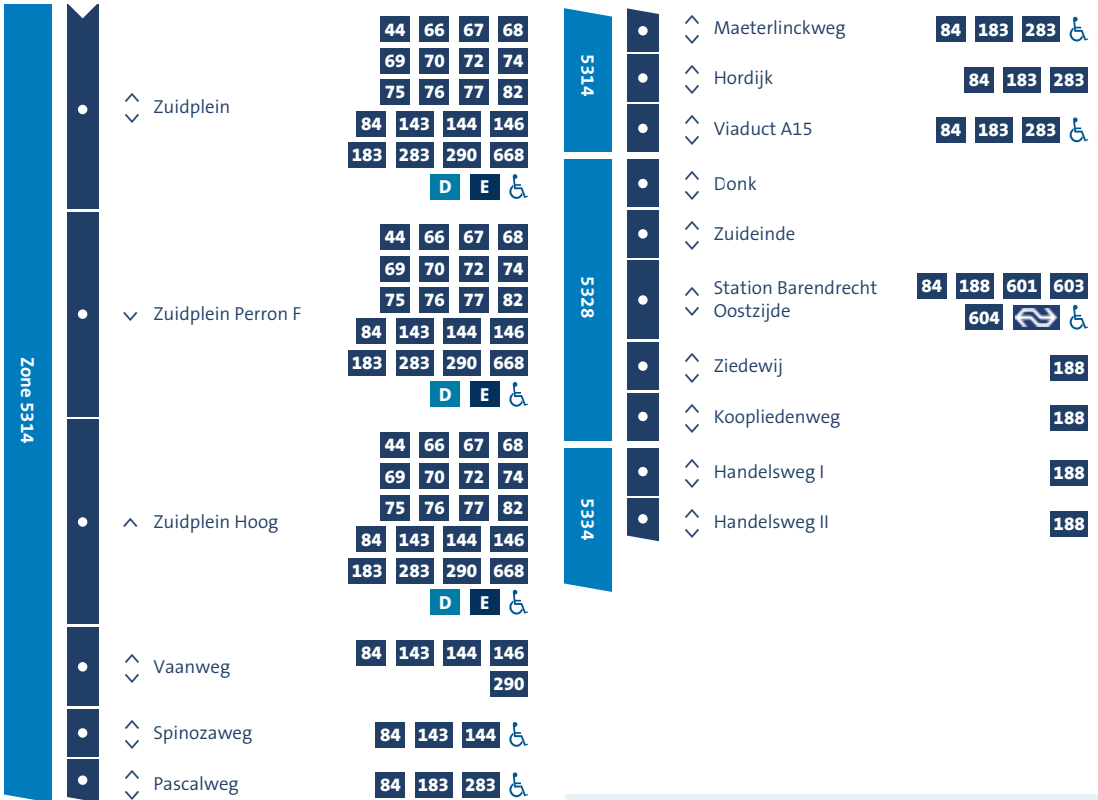 Zone 5314
Zuidplein
44 66 67 68
69 70 72 74
75 76 77 82
84 143 144 146
183 283 290 668
D E
Zuidplein Perron F
44 66 67 68
69 70 72 74
75 76 77 82
84 143 144 146
183 283 290 668
D E
Zuidplein Hoog
44 66 67 68
69 70 72 74
75 76 77 82
84 143 144 146
183 283 290 668
D E
Vaanweg
84 143 144 146
290
Spinozaweg 84 143 144
Pascalweg 84 183 283
5314
Maeterlinckweg 84 183 283
Hordijk 84 183 283
Viaduct A15 84 183 283
5328
Donk
Zuideinde
Station Barendrecht 84 188 601 603
Oostzijde 604
Ziedewij 188
Koopliedenweg 188
5334
Handelsweg I 188
Handelsweg II 188